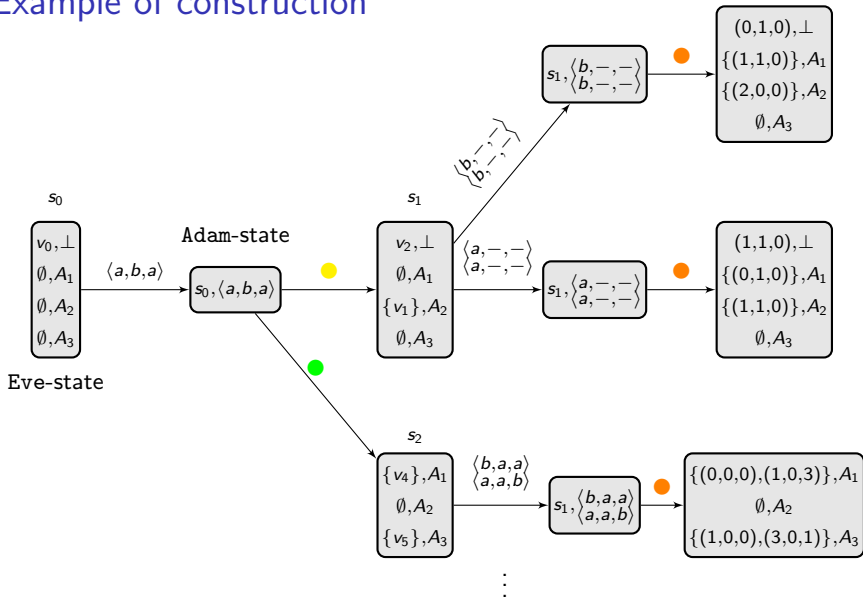 Example of construction
(0,1,0),⊥
{(1,1,0)},A₁
{(2,0,0)},A₂
∅,A₃
s₁,⟨b,−,−⟩
⟨b,−,−⟩
⟨b,−,−⟩
⟨b,−,−⟩
s₀
v₀,⊥
∅,A₁
∅,A₂
∅,A₃
Eve-state
⟨a,b,a⟩
Adam-state
s₀,⟨a,b,a⟩
s₁
v₂,⊥
∅,A₁
{v₁},A₂
∅,A₃
⟨a,−,−⟩
⟨a,−,−⟩
s₁,⟨a,−,−⟩
⟨a,−,−⟩
(1,1,0),⊥
{(0,1,0)},A₁
{(1,1,0)},A₂
∅,A₃
s₂
{v₄},A₁
∅,A₂
{v₅},A₃
⟨b,a,a⟩
⟨a,a,b⟩
s₁,⟨b,a,a⟩
⟨a,a,b⟩
{(0,0,0),(1,0,3)},A₁
∅,A₂
{(1,0,0),(3,0,1)},A₃
⋮